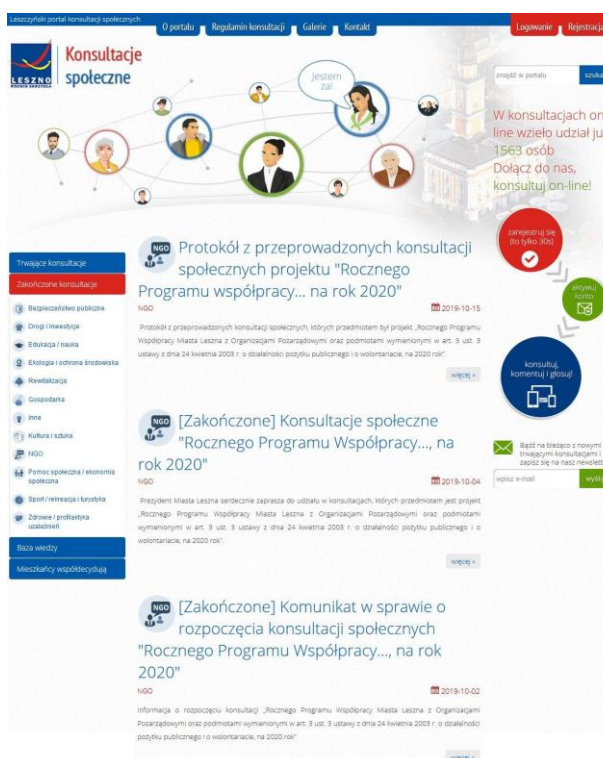 Leszczyński portal konsultacji społecznych
O portalu
Regulamin konsultacji
Galerie
Kontakt
Logowanie
Rejestracja
LESZNO
Konsultacje
społeczne
Jestem
za!
znajdź w portalu
szuka
W konsultacjach on
line wzięło udział ju
1563 osób
Dołącz do nas,
konsultuj on-line!
zarejestruj się
(to tylko 30s)
aktywuj
konto
konsultuj,
komentuj i głosuj!
Bądź na bieżąco z nowymi i
trwającymi konsultacjami i
zapisz się na nasz newslett
wpisz e-mail
wyślij
Trwające konsultacje
Zakończone konsultacje
Bezpieczeństwo publiczne
Drogi / inwestycje
Edukacja / nauka
Ekologia i ochrona środowiska
Rewitalizacja
Gospodarka
Inne
Kultura i sztuka
NGO
Pomoc społeczna / ekonomia
społeczna
Sport / rekreacja i turystyka
Zdrowie / profilaktyka
uzależnień
Baza wiedzy
Mieszkańcy współdecydują
NGO
Protokół z przeprowadzonych konsultacji
społecznych projektu "Rocznego
Programu współpracy... na rok 2020"
NGO
2019-10-15
Protokół z przeprowadzonych konsultacji społecznych, których przedmiotem był projekt „Rocznego Programu
Współpracy Miasta Leszna z Organizacjami Pozarządowymi oraz podmiotami wymienionymi w art. 3 ust. 3
ustawy z dnia 24 kwietnia 2003 r. o działalności pożytku publicznego i o wolontariacie, na 2020 rok".
więcej »
NGO
[Zakończone] Konsultacje społeczne
"Rocznego Programu Współpracy..., na
rok 2020"
NGO
2019-10-04
Prezydent Miasta Leszna serdecznie zaprasza do udziału w konsultacjach, których przedmiotem jest projekt
„Rocznego Programu Współpracy Miasta Leszna z Organizacjami Pozarządowymi oraz podmiotami
wymienionymi w art. 3 ust. 3 ustawy z dnia 24 kwietnia 2003 r. o działalności pożytku publicznego i o
wolontariacie, na 2020 rok".
więcej »
NGO
[Zakończone] Komunikat w sprawie o
rozpoczęcia konsultacji społecznych
"Rocznego Programu Współpracy..., na rok
2020"
NGO
2019-10-02
Informacja o rozpoczęciu konsultacji „Rocznego Programu Współpracy Miasta Leszna z Organizacjami
Pozarządowymi oraz podmiotami wymienionymi w art. 3 ust. 3 ustawy z dnia 24 kwietnia 2003 r. o działalności
pożytku publicznego i o wolontariacie, na 2020 rok"
więcej »